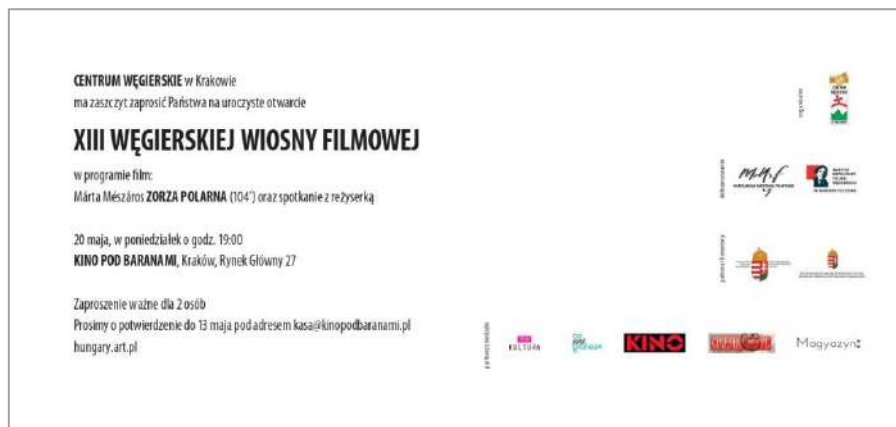 CENTRUM WĘGIERSKIE w Krakowie
ma zaszczyt zaprosić Państwa na uroczyste otwarcie
XIII WĘGIERSKIEJ WIOSNY FILMOWEJ
w programie film:
Márta Mészáros ZORZA POLARNA (104') oraz spotkanie z reżyserką
20 maja, w poniedziałek o godz. 19:00
KINO POD BARANAMI, Kraków, Rynek Główny 27
Zaproszenie ważne dla 2 osób
Prosimy o potwierdzenie do 13 maja pod adresem kasa@kinopodbaranami.pl
hungary.art.pl
KULTURA
KINO
Magyazyn